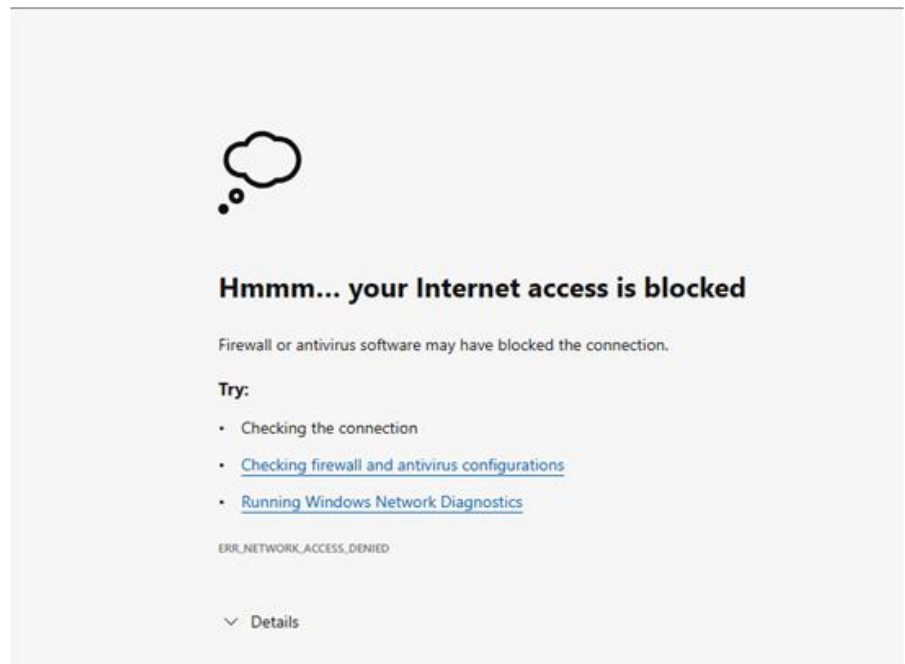 Hmmm... your Internet access is blocked
Firewall or antivirus software may have blocked the connection.
Try:
• Checking the connection
• Checking firewall and antivirus configurations
• Running Windows Network Diagnostics
ERR_NETWORK_ACCESS_DENIED
Details